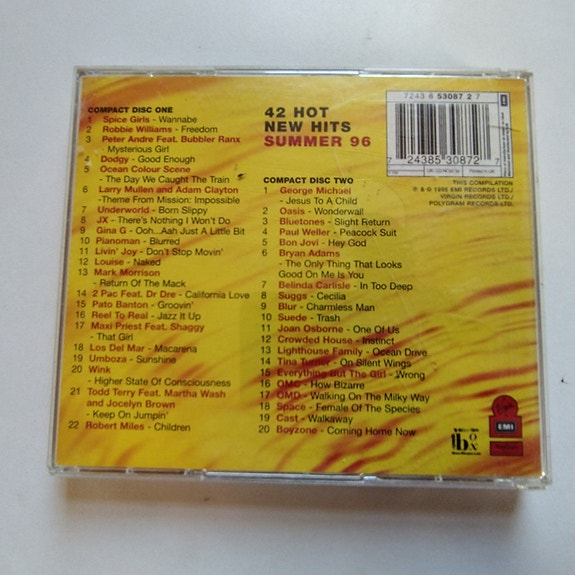 COMPACT DISC ONE
1 Spice Girls - Wannabe
2 Robbie Williams - Freedom
3 Peter Andre Feat. Bubbler Ranx
- Mysterious Girl
4 Dodgy - Good Enough
5 Ocean Colour Scene
- The Day We Caught The Train
6 Larry Mullen and Adam Clayton
-Theme From Mission: Impossible
7 Underworld - Born Slippy
8 JX - There's Nothing I Won't Do
9 Gina G - Ooh...Aah Just A Little Bit
10 Pianoman - Blurred
11 Livin' Joy - Don't Stop Movin'
12 Louise - Naked
13 Mark Morrison
- Return Of The Mack
14 2 Pac Feat. Dr Dre - California Love
15 Pato Banton - Groovin'
16 Reel To Real - Jazz It Up
17 Maxi Priest Feat. Shaggy
- That Girl
18 Los Del Mar - Macarena
19 Umboza - Sunshine
20 Wink
- Higher State Of Consciousness
21 Todd Terry Feat. Martha Wash
and Jocelyn Brown
- Keep On Jumpin'
22 Robert Miles - Children
42 HOT
NEW HITS
SUMMER 96
COMPACT DISC TWO
1 George Michael
- Jesus To A Child
2 Oasis - Wonderwall
3 Bluetones - Slight Return
4 Paul Weller - Peacock Suit
5 Bon Jovi - Hey God
6 Bryan Adams
- The Only Thing That Looks
Good On Me Is You
7 Belinda Carlisle - In Too Deep
8 Suggs - Cecilia
9 Blur - Charmless Man
10 Suede - Trash
11 Joan Osborne - One Of Us
12 Crowded House - Instinct
13 Lighthouse Family - Ocean Drive
14 Tina Turner - On Silent Wings
15 Everything But The Girl - Wrong
16 OMC - How Bizarre
17 OMD - Walking On The Milky Way
18 Space - Female Of The Species
19 Cast - Walkaway
20 Boyzone - Coming Home Now
7243 8 53087 2 7
7 24385 30872 7
THIS COMPILATION
℗ & © 1996 EMI RECORDS LTD./
VIRGIN RECORDS LTD./
POLYGRAM RECORDS LTD.
box
Virgin
EMI